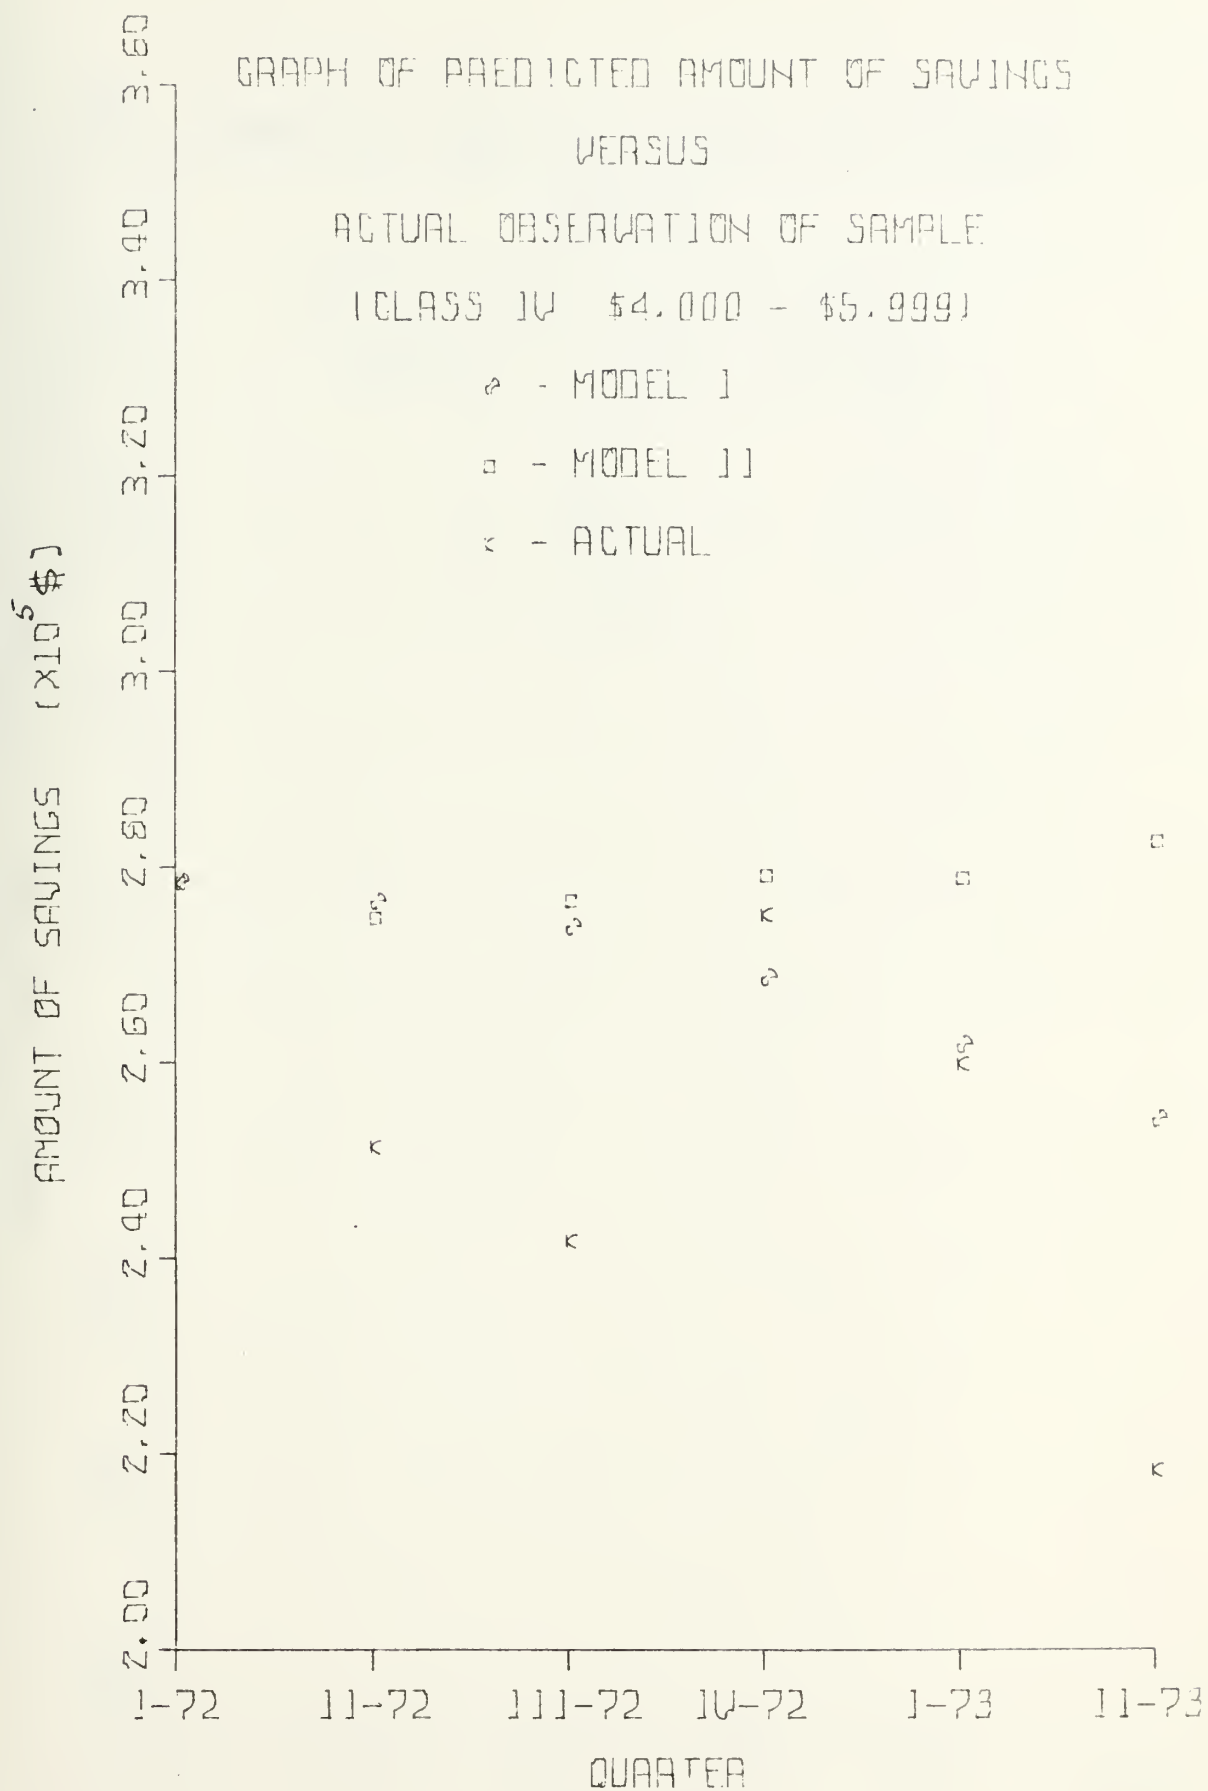 GRAPH OF PREDICTED AMOUNT OF SAVINGS
VERSUS
ACTUAL OBSERVATION OF SAMPLE
(CLASS IV $4,000 - $5,999)
- MODEL I
- MODEL II
× - ACTUAL
AMOUNT OF SAVINGS (X10⁵ $)
3.60
3.40
3.20
3.00
2.80
2.60
2.40
2.20
2.00
I-72 II-72 III-72 IV-72 I-73 II-73
QUARTER